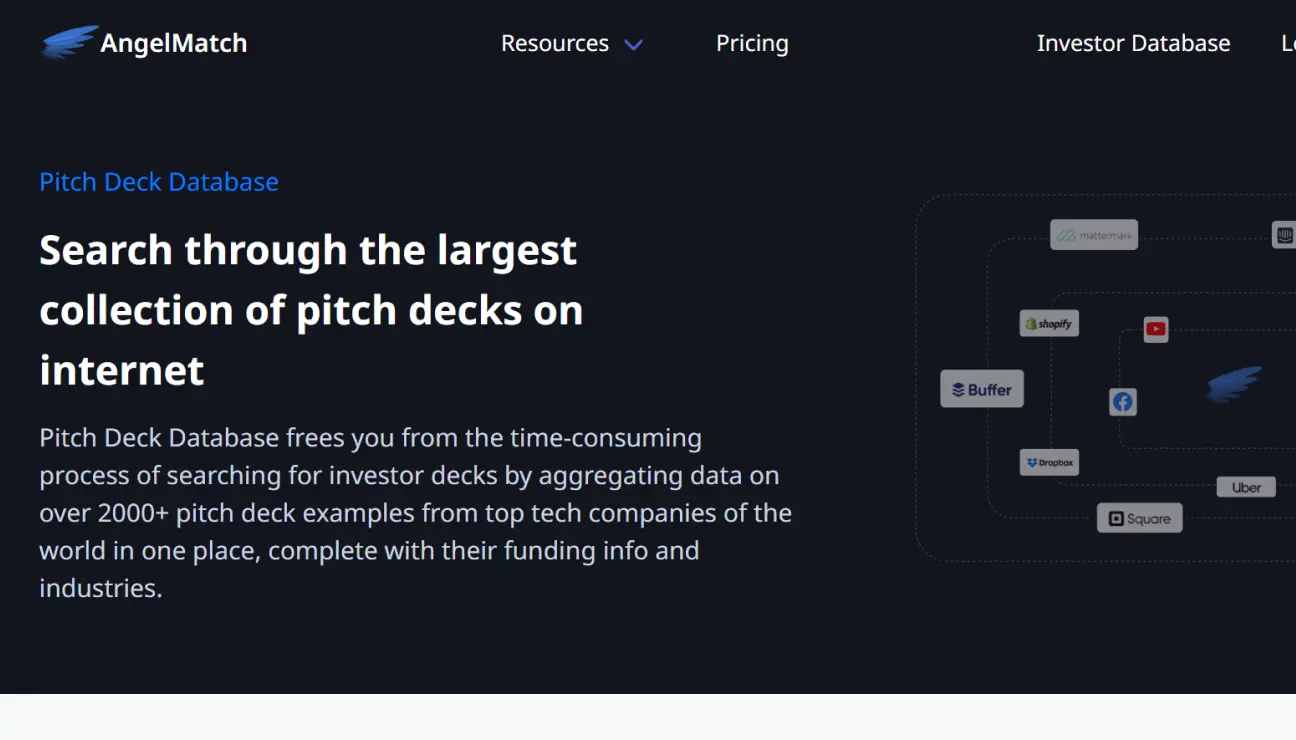 AngelMatch
Resources
Pricing
Investor Database
Pitch Deck Database
Search through the largest
collection of pitch decks on
internet
Pitch Deck Database frees you from the time-consuming
process of searching for investor decks by aggregating data on
over 2000+ pitch deck examples from top tech companies of the
world in one place, complete with their funding info and
industries.
mattermark
shopify
Buffer
Dropbox
Uber
Square